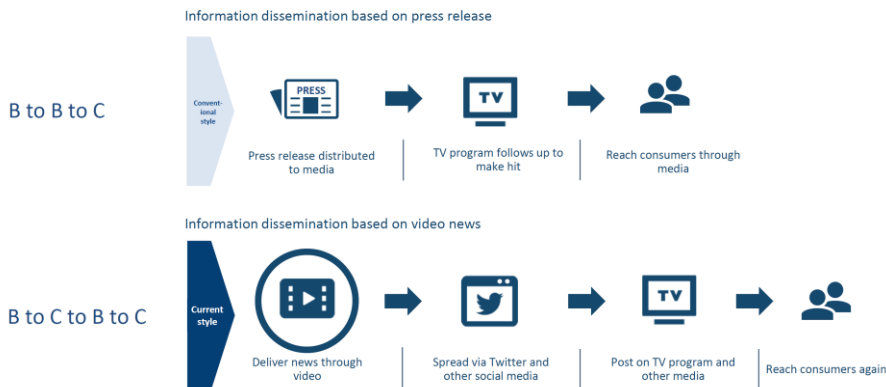 Information dissemination based on press release
B to B to C
Convent-
ional
style
PRESS
TV
Press release distributed
to media
TV program follows up to
make hit
Reach consumers through
media
Information dissemination based on video news
B to C to B to C
Current
style
TV
Deliver news through
video
Spread via Twitter and
other social media
Post on TV program and
other media
Reach consumers again